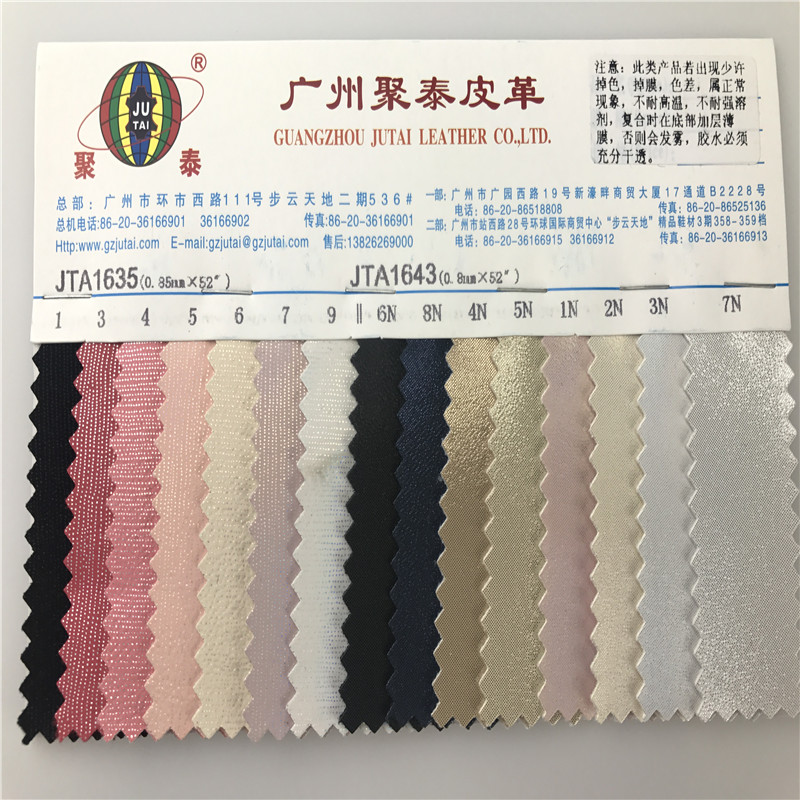 JU
TAI
®
聚 泰
广州聚泰皮革
GUANGZHOU JUTAI LEATHER CO.,LTD.
注意：此类产品若出现少许
掉色，掉膜，色差，属正常
现象，不耐高温，不耐强溶
剂，复合时在底部加层薄
膜，否则会发雾，胶水必须
充分干透。
总部：广州市环市西路111号步云天地二期536#
总机电话:86-20-36166901 36166902 传真:86-20-36166901
Http:www.gzjutai.com E-mail:gzjutai@gzjutai.com 售后:13826269000
一部:广州市广园西路19号新濠畔商贸大厦17通道B2228号
电话：86-20-86518808 传真：86-20-86525136
二部:广州市站西路28号环球国际商贸中心“步云天地”精品鞋材3期358-359档
电话：86-20-36166915 36166912 传真：86-20-36166913
JTA1635(0.85mm×52″) JTA1643(0.8mm×52″)
1 3 4 5 6 7 9 || 6N 8N 4N 5N 1N 2N 3N 7N